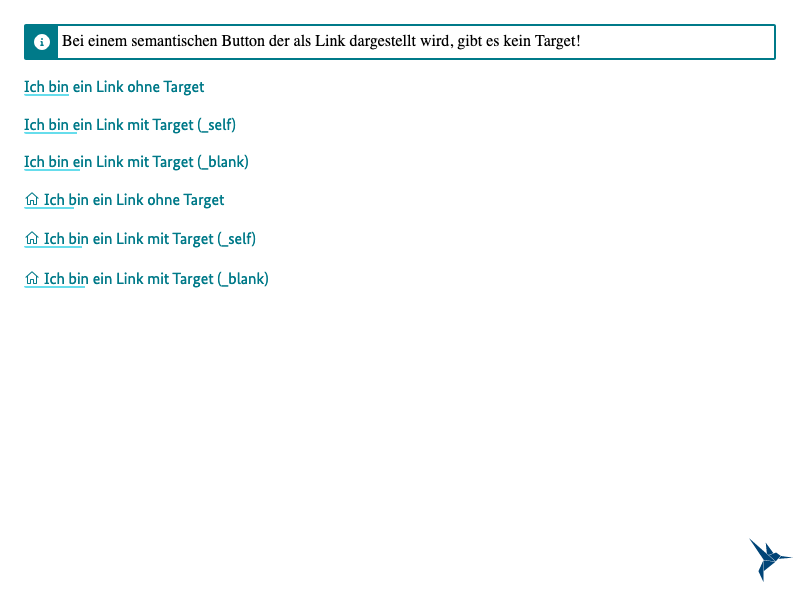 Bei einem semantischen Button der als Link dargestellt wird, gibt es kein Target!
Ich bin ein Link ohne Target
Ich bin ein Link mit Target (_self)
Ich bin ein Link mit Target (_blank)
Ich bin ein Link ohne Target
Ich bin ein Link mit Target (_self)
Ich bin ein Link mit Target (_blank)